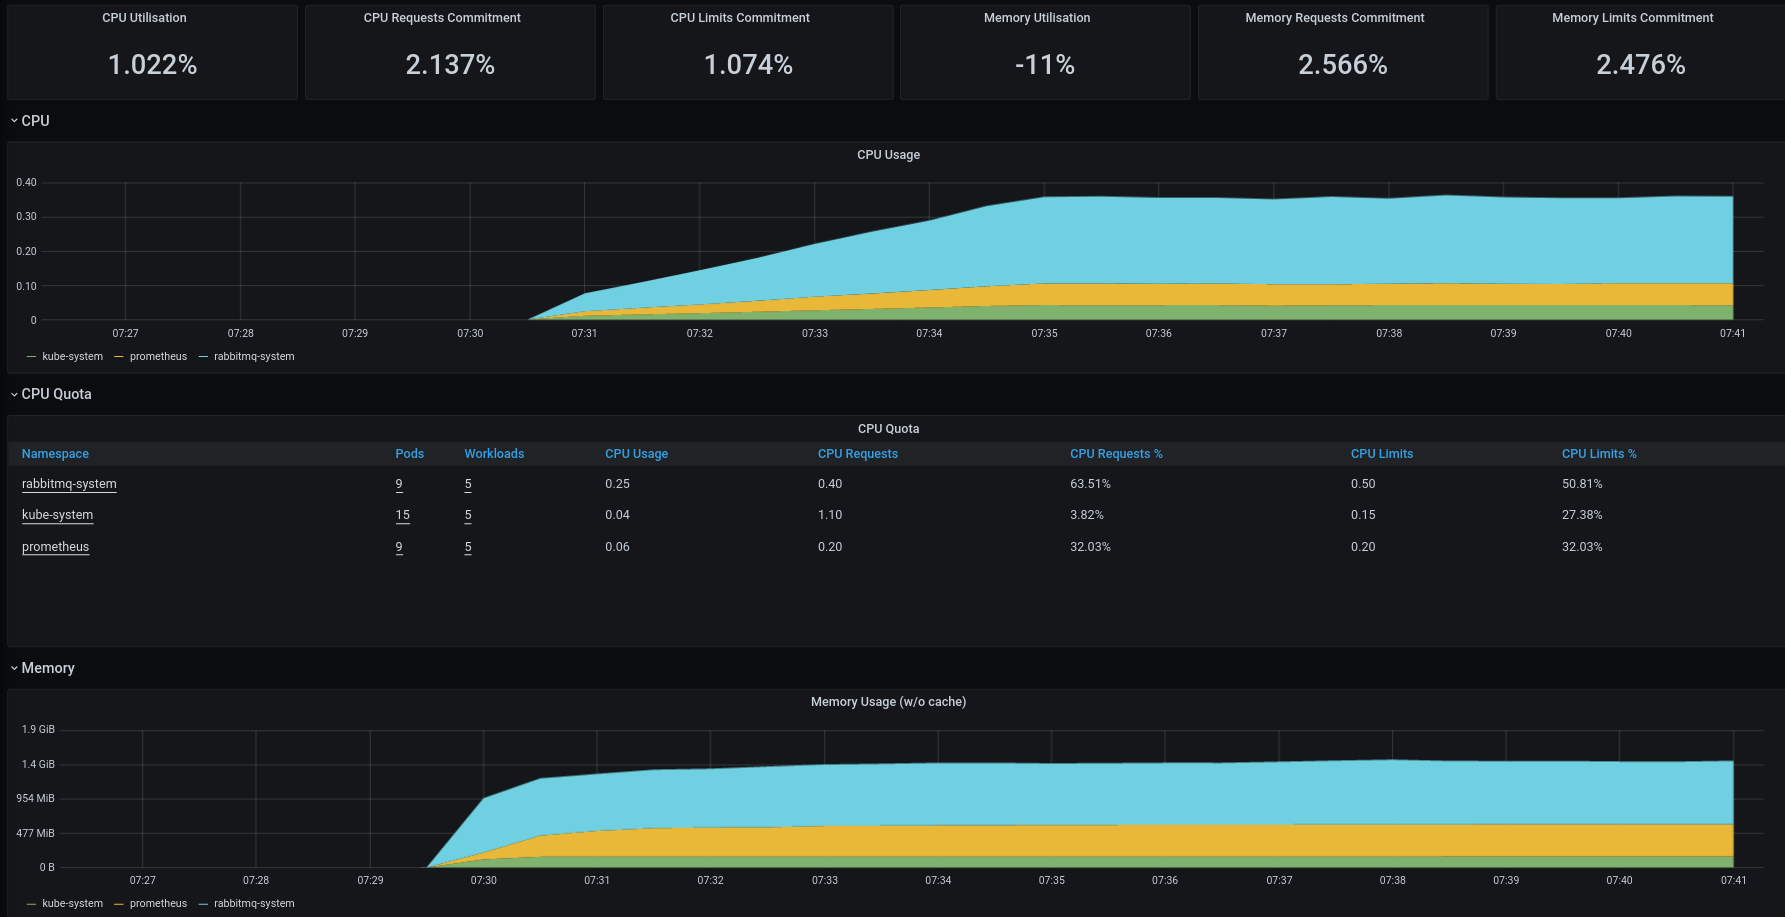 CPU Utilisation CPU Requests Commitment CPU Limits Commitment Memory Utilisation Memory Requests Commitment Memory Limits Commitment
1.022% 2.137% 1.074% -11% 2.566% 2.476%
CPU
CPU Usage
0.40
0.30
0.20
0.10
0
07:27 07:28 07:29 07:30 07:31 07:32 07:33 07:34 07:35 07:36 07:37 07:38 07:39 07:40 07:41
kube-system prometheus rabbitmq-system
CPU Quota
CPU Quota
Namespace Pods Workloads CPU Usage CPU Requests CPU Requests % CPU Limits CPU Limits %
rabbitmq-system 9 5 0.25 0.40 63.51% 0.50 50.81%
kube-system 15 5 0.04 1.10 3.82% 0.15 27.38%
prometheus 9 5 0.06 0.20 32.03% 0.20 32.03%
Memory
Memory Usage (w/o cache)
1.9 GiB
1.4 GiB
954 MiB
477 MiB
0 B
07:27 07:28 07:29 07:30 07:31 07:32 07:33 07:34 07:35 07:36 07:37 07:38 07:39 07:40 07:41
kube-system prometheus rabbitmq-system